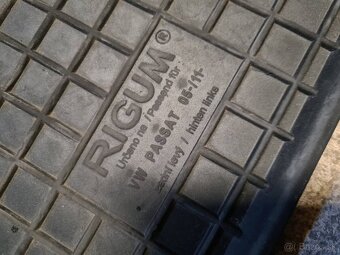 RIGUM®
Určeno na / Passend für:
VW PASSAT 05-/11-
zadní levý / hinten links